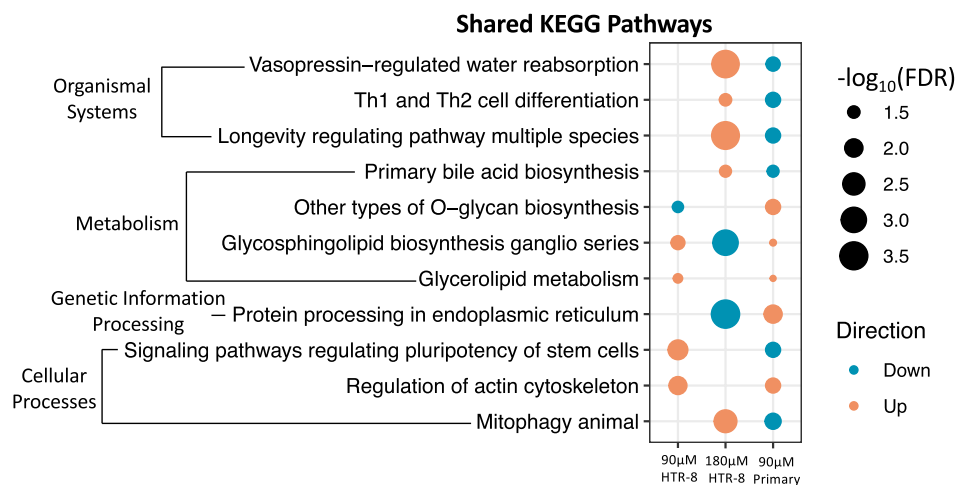 Shared KEGG Pathways
Organismal
Systems
Vasopressin−regulated water reabsorption
Th1 and Th2 cell differentiation
Longevity regulating pathway multiple species
Metabolism
Primary bile acid biosynthesis
Other types of O−glycan biosynthesis
Glycosphingolipid biosynthesis ganglio series
Glycerolipid metabolism
Genetic Information
Processing
Protein processing in endoplasmic reticulum
Cellular
Processes
Signaling pathways regulating pluripotency of stem cells
Regulation of actin cytoskeleton
Mitophagy animal
90µM
HTR-8
180µM
HTR-8
90µM
Primary
-log10(FDR)
1.5
2.0
2.5
3.0
3.5
Direction
Down
Up